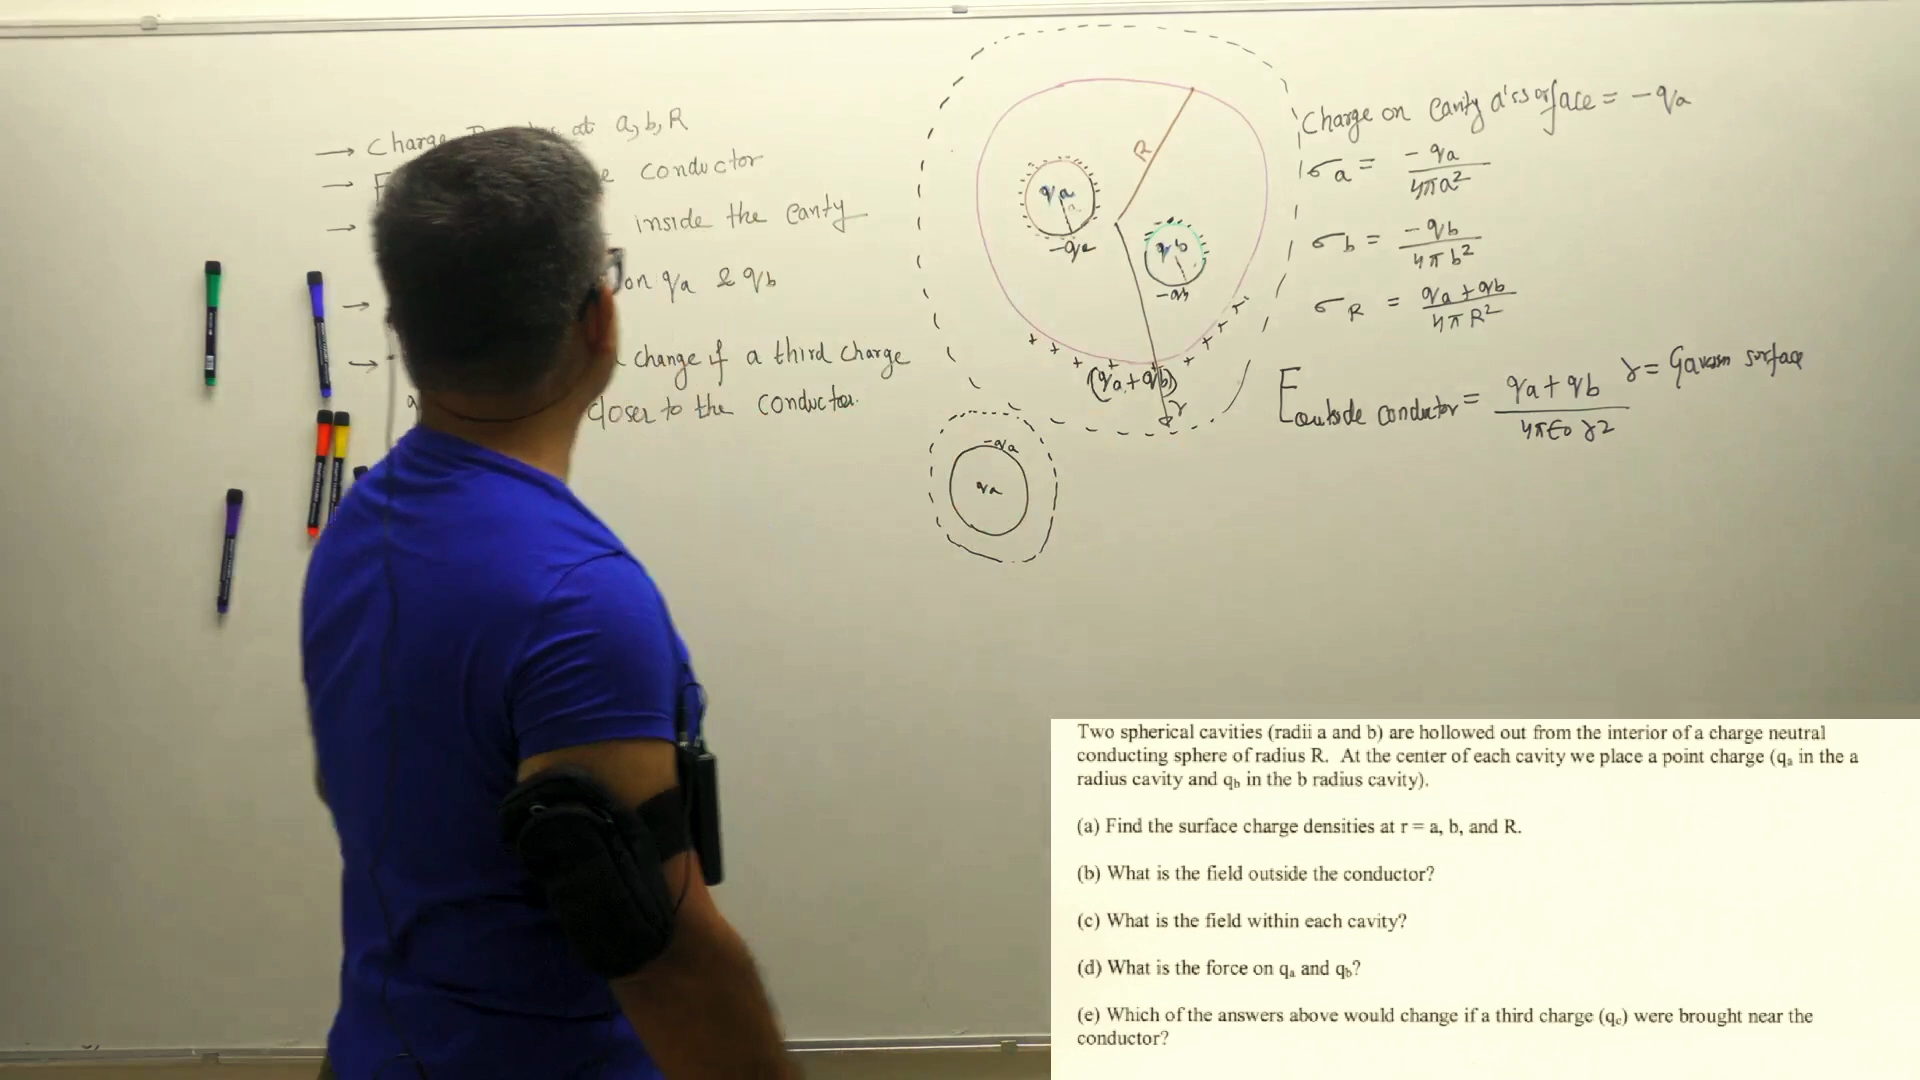 → Charge at a, b, R
→ conductor
→ inside the
→ on qa & qb
→ change if a third charge
closer to the conductor.
R
qa
-qa
qb
-qb
+ + + + + + + +
(qa+qb)
r
-qa
qa
Charge on Cavity a's surface = -qa
σa = -qa / 4πa²
σb = -qb / 4πb²
σR = qa+qb / 4πR²
Eoutside conductor = qa+qb / 4πε0 r²
r = Gaussian surface
Two spherical cavities (radii a and b) are hollowed out from the interior of a charge neutral
conducting sphere of radius R. At the center of each cavity we place a point charge (qa in the a
radius cavity and qb in the b radius cavity).
(a) Find the surface charge densities at r = a, b, and R.
(b) What is the field outside the conductor?
(c) What is the field within each cavity?
(d) What is the force on qa and qb?
(e) Which of the answers above would change if a third charge (qc) were brought near the
conductor?